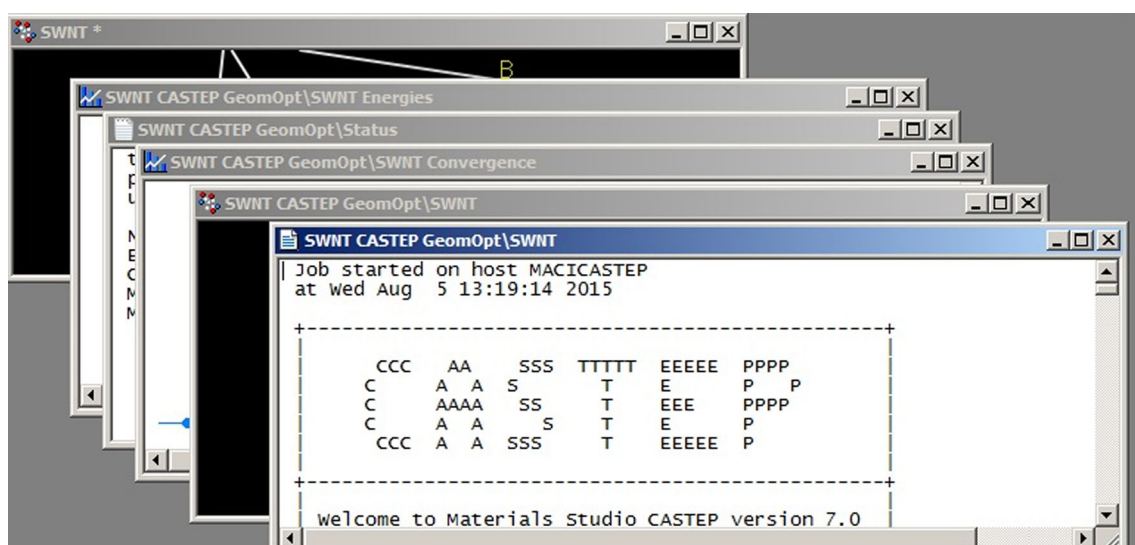 SWNT *
B
SWNT CASTEP GeomOpt\SWNT Energies
SWNT CASTEP GeomOpt\Status
t
p
u
N
E
C
M
M
SWNT CASTEP GeomOpt\SWNT Convergence
SWNT CASTEP GeomOpt\SWNT
SWNT CASTEP GeomOpt\SWNT
Job started on host MACICASTEP
at Wed Aug  5 13:19:14 2015
+-------------------------------------------------+
|      CCC   AA    SSS  TTTTT  EEEEE  PPPP        |
|     C     A  A  S       T    E      P   P       |
|     C     AAAA   SS     T    EEE    PPPP        |
|     C     A  A     S    T    E      P           |
|      CCC  A  A  SSS     T    EEEEE  P           |
+-------------------------------------------------+
| Welcome to Materials Studio CASTEP version 7.0  |